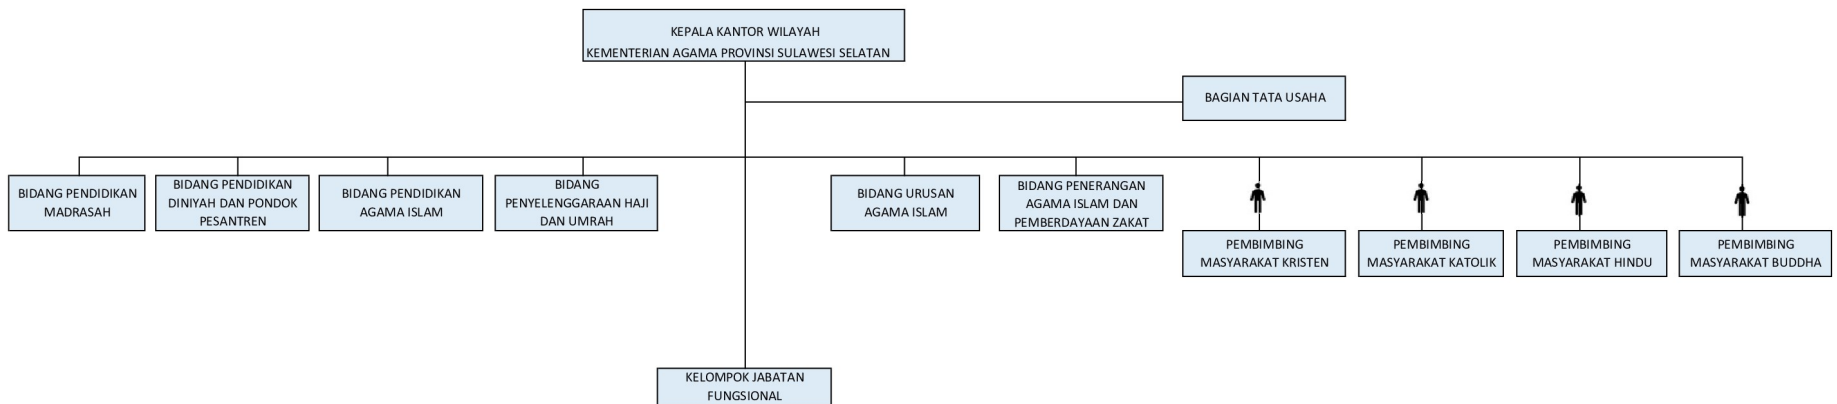 KEPALA KANTOR WILAYAH
KEMENTERIAN AGAMA PROVINSI SULAWESI SELATAN
BAGIAN TATA USAHA
BIDANG PENDIDIKAN
MADRASAH
BIDANG PENDIDIKAN
DINIYAH DAN PONDOK
PESANTREN
BIDANG PENDIDIKAN
AGAMA ISLAM
BIDANG
PENYELENGGARAAN HAJI
DAN UMRAH
BIDANG URUSAN
AGAMA ISLAM
BIDANG PENERANGAN
AGAMA ISLAM DAN
PEMBERDAYAAN ZAKAT
PEMBIMBING
MASYARAKAT KRISTEN
PEMBIMBING
MASYARAKAT KATOLIK
PEMBIMBING
MASYARAKAT HINDU
PEMBIMBING
MASYARAKAT BUDDHA
KELOMPOK JABATAN
FUNGSIONAL